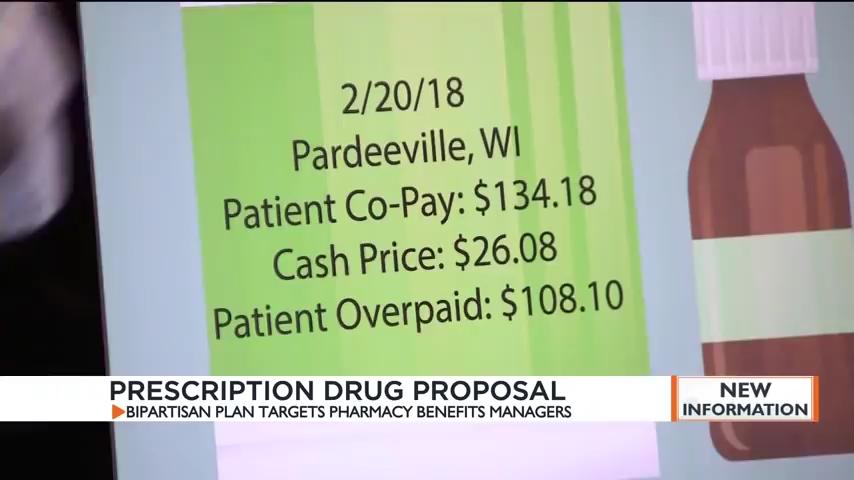 2/20/18
Pardeeville, WI
Patient Co-Pay: $134.18
Cash Price: $26.08
Patient Overpaid: $108.10
PRESCRIPTION DRUG PROPOSAL
BIPARTISAN PLAN TARGETS PHARMACY BENEFITS MANAGERS
NEW
INFORMATION